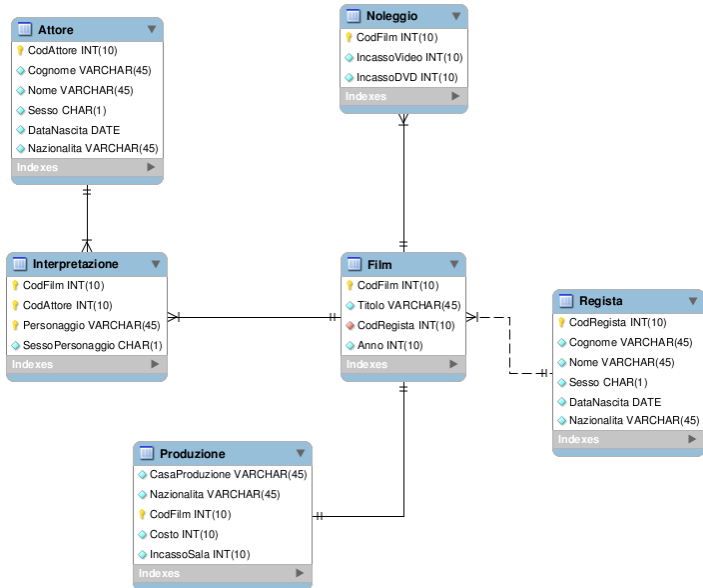 Attore
CodAttore INT(10)
Cognome VARCHAR(45)
Nome VARCHAR(45)
Sesso CHAR(1)
DataNascita DATE
Nazionalita VARCHAR(45)
Indexes
Noleggio
CodFilm INT(10)
IncassoVideo INT(10)
IncassoDVD INT(10)
Indexes
Interpretazione
CodFilm INT(10)
CodAttore INT(10)
Personaggio VARCHAR(45)
SessoPersonaggio CHAR(1)
Indexes
Film
CodFilm INT(10)
Titolo VARCHAR(45)
CodRegista INT(10)
Anno INT(10)
Indexes
Regista
CodRegista INT(10)
Cognome VARCHAR(45)
Nome VARCHAR(45)
Sesso CHAR(1)
DataNascita DATE
Nazionalita VARCHAR(45)
Indexes
Produzione
CasaProduzione VARCHAR(45)
Nazionalita VARCHAR(45)
CodFilm INT(10)
Costo INT(10)
IncassoSala INT(10)
Indexes